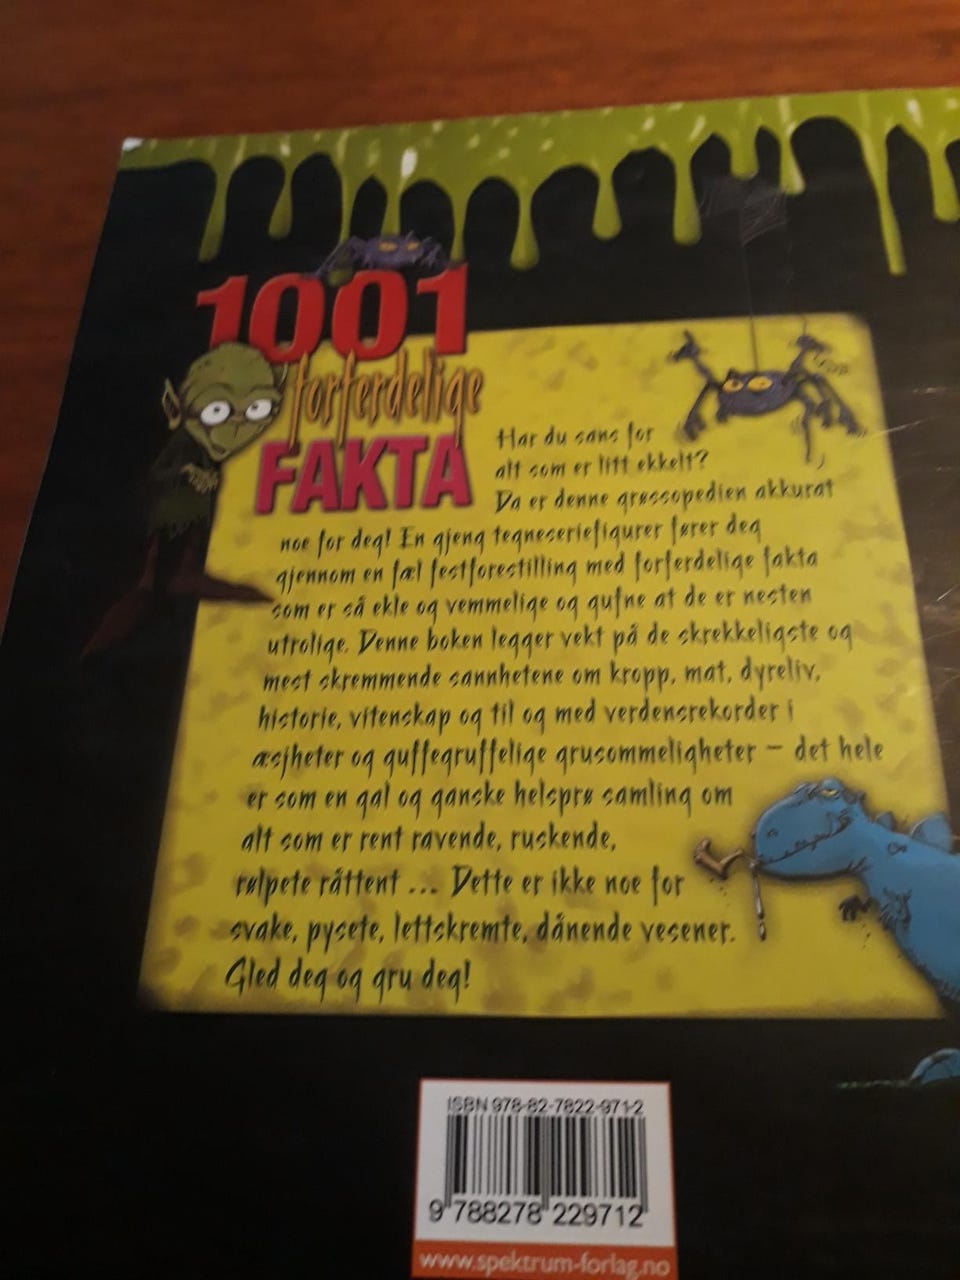 1001
forferdelige
FAKTA
Har du sans for
alt som er litt ekkelt?
Da er denne grøssopedien akkurat
noe for deg! En gjeng tegneseriefigurer fører deg
gjennom en fæl festforestilling med forferdelige fakta
som er så ekle og vemmelige og gufne at de er nesten
utrolige. Denne boken legger vekt på de skrekkeligste og
mest skremmende sannhetene om kropp, mat, dyreliv,
historie, vitenskap og til og med verdensrekorder i
æsjheter og guffegruffelige grusommeligheter – det hele
er som en gal og ganske helsprø samling om
alt som er rent ravende, ruskende,
rølpete råttent ... Dette er ikke noe for
svake, pysete, lettskremte, dånende vesener.
Gled deg og gru deg!
ISBN 978-82-7822-971-2
9 788278 229712
www.spektrum-forlag.no